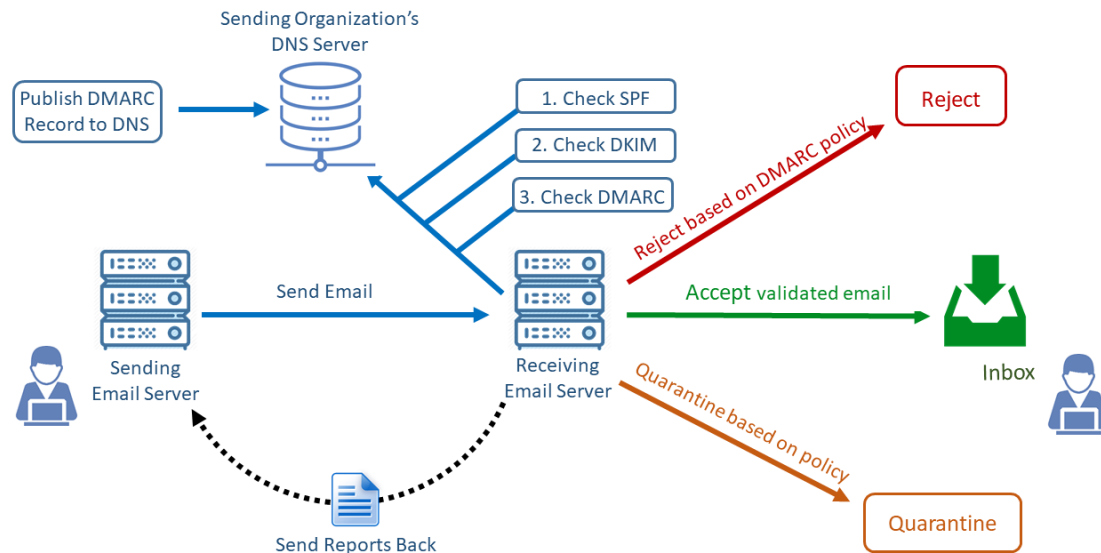 Sending Organization's
DNS Server
Publish DMARC
Record to DNS
1. Check SPF
2. Check DKIM
3. Check DMARC
Reject
Reject based on DMARC policy
Send Email
Accept validated email
Sending
Email Server
Receiving
Email Server
Inbox
Quarantine based on policy
Quarantine
Send Reports Back